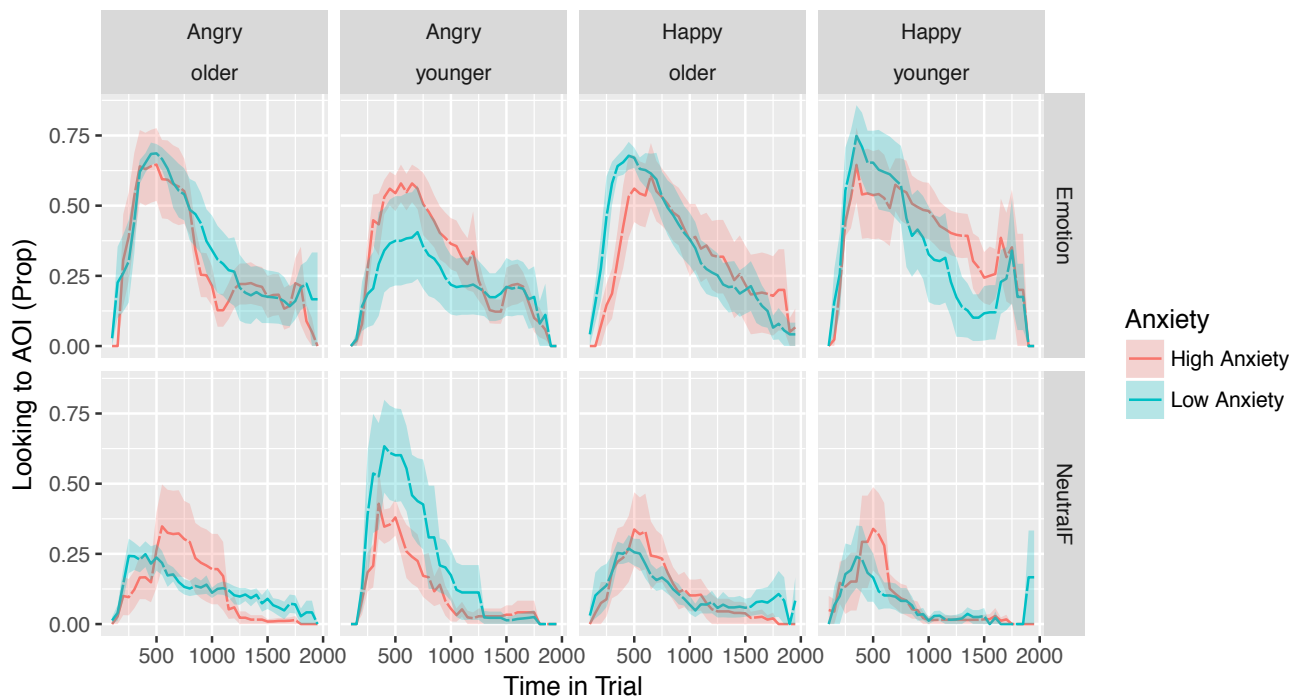 Angry
older
Angry
younger
Happy
older
Happy
younger
0.75
0.50
0.25
0.00
Emotion
0.75
0.50
0.25
0.00
NeutralF
Looking to AOI (Prop)
500 1000 1500 2000
500 1000 1500 2000
500 1000 1500 2000
500 1000 1500 2000
Time in Trial
Anxiety
High Anxiety
Low Anxiety